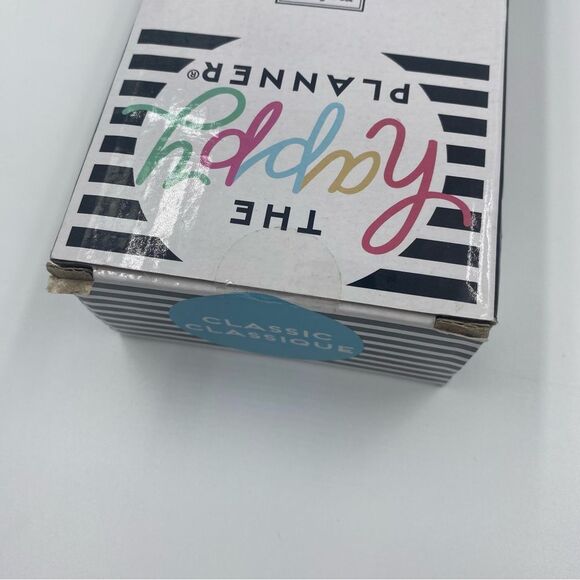 THE
happy
PLANNER®
CLASSIC
CLASSIQUE